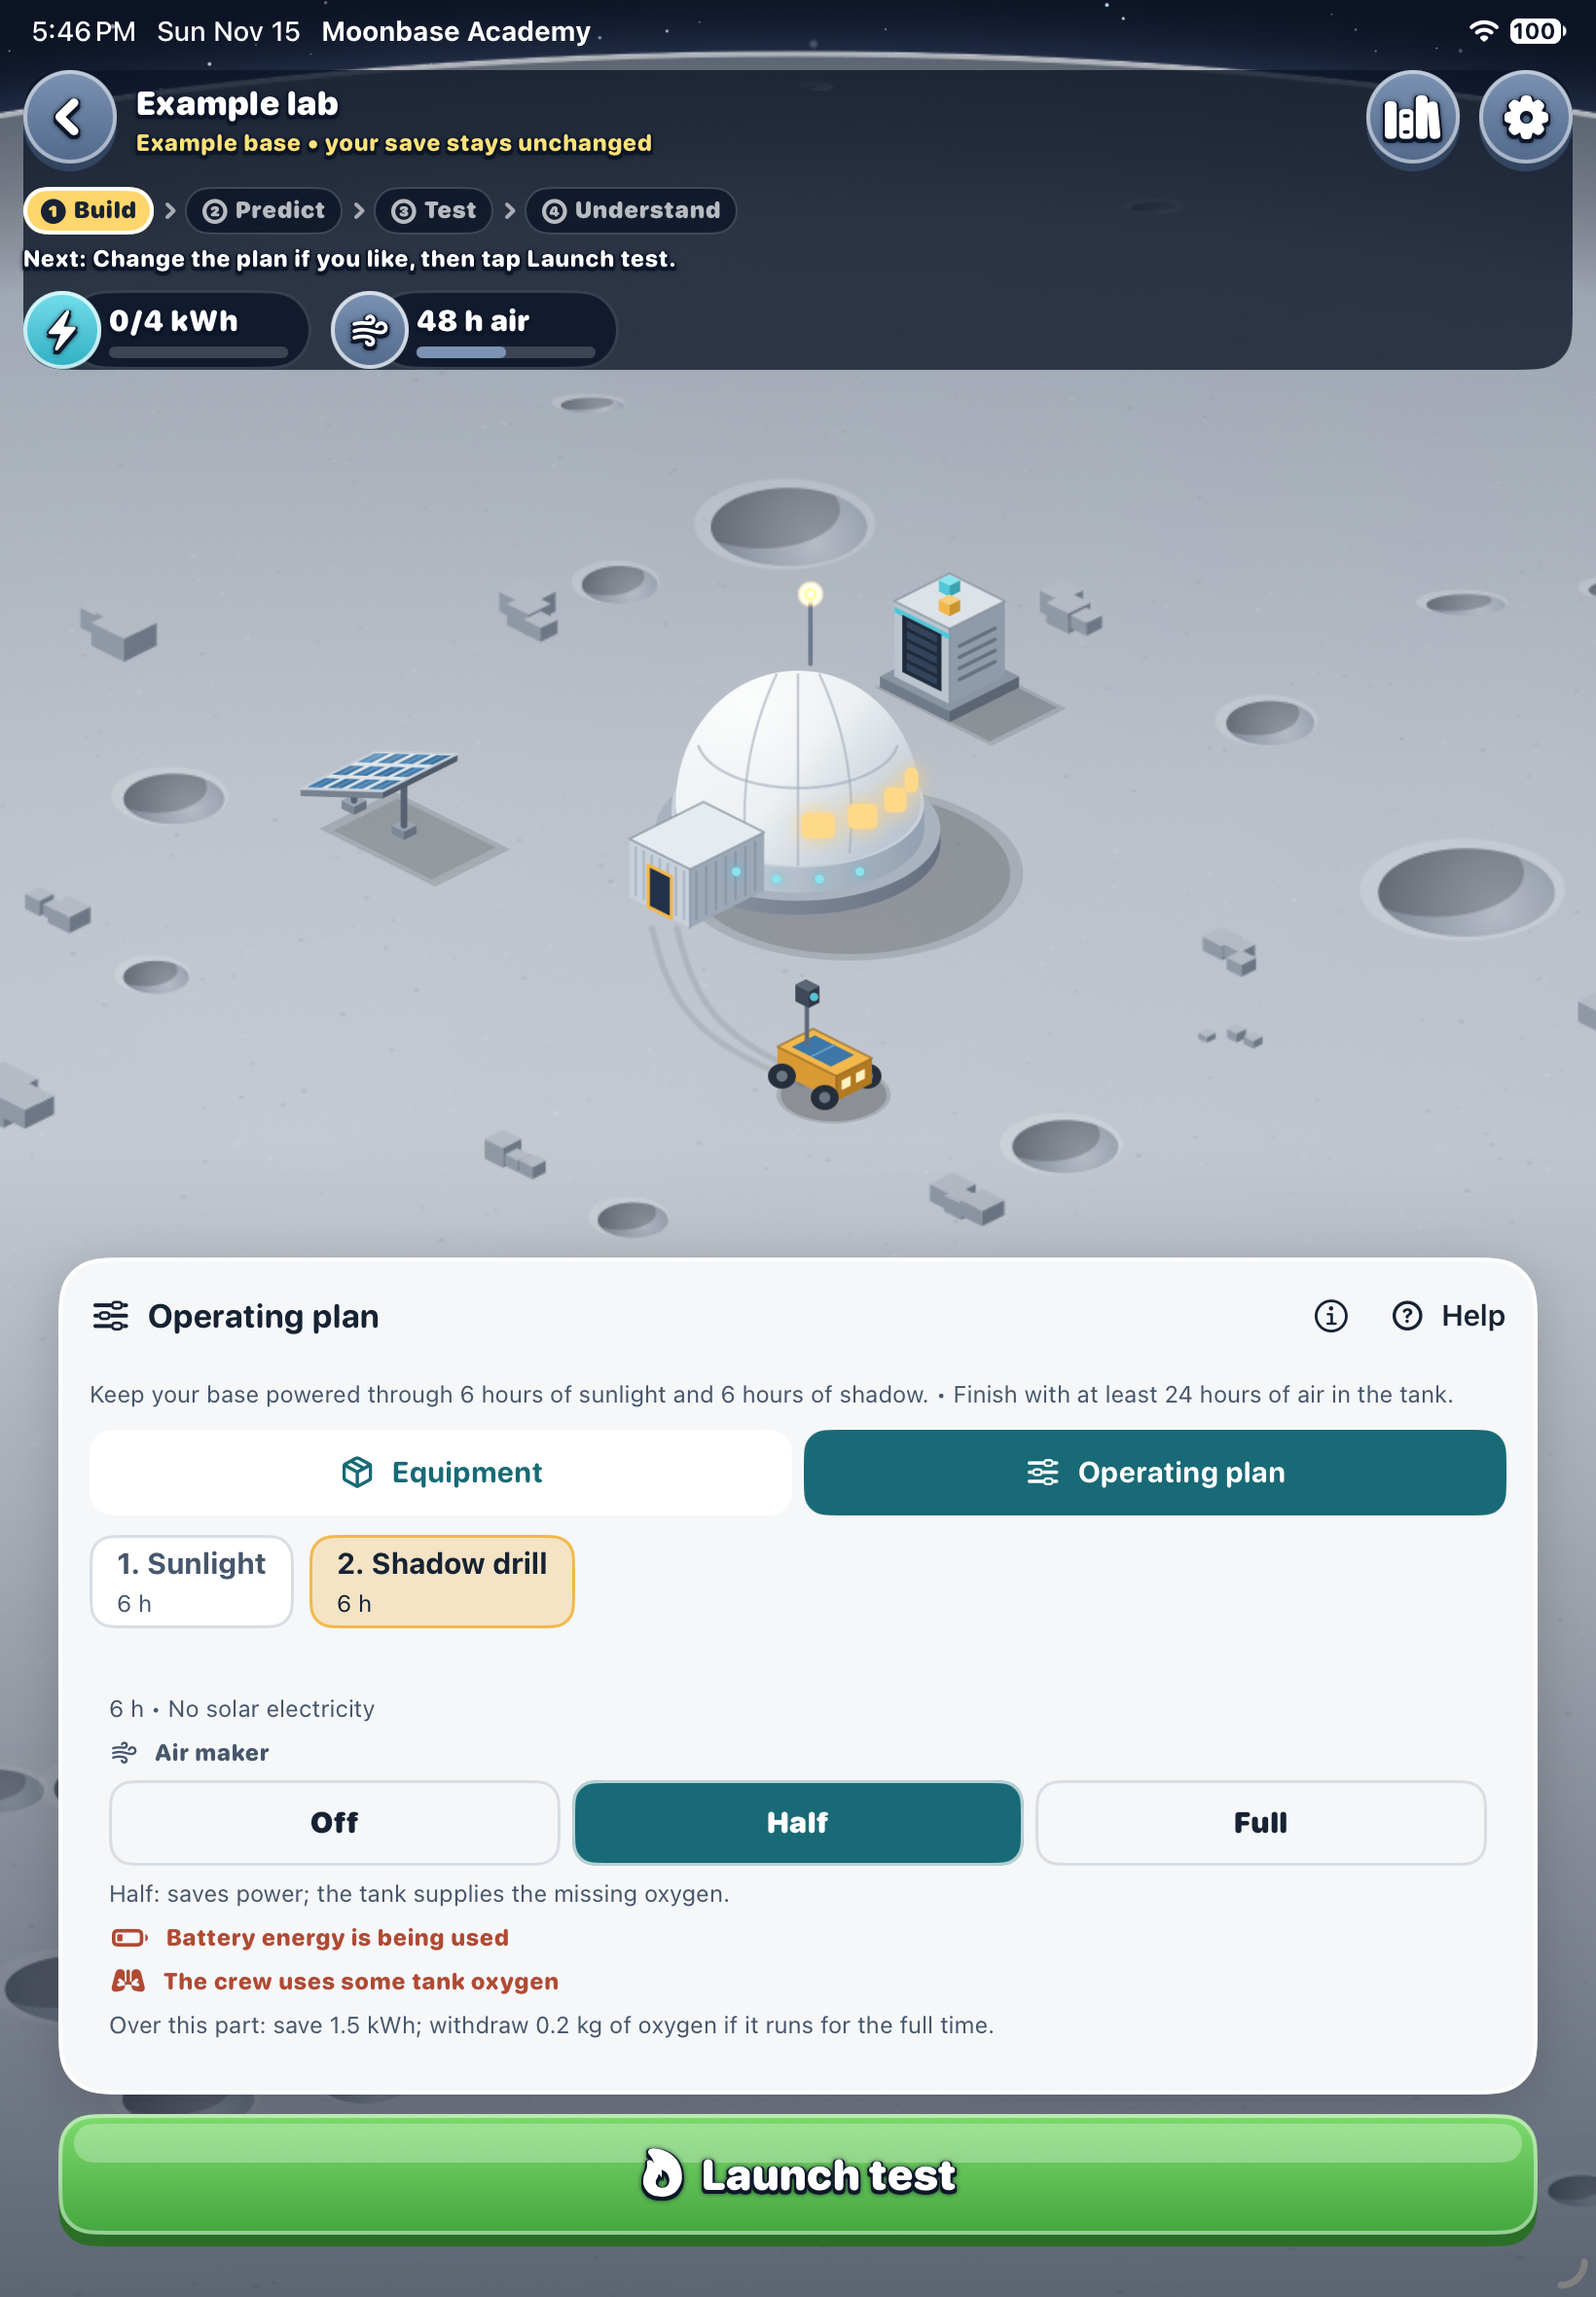 5:46 PM Sun Nov 15 Moonbase Academy
100
Example lab
Example base • your save stays unchanged
1 Build
2 Predict
3 Test
4 Understand
Next: Change the plan if you like, then tap Launch test.
0/4 kWh
48 h air
Operating plan
Help
Keep your base powered through 6 hours of sunlight and 6 hours of shadow. • Finish with at least 24 hours of air in the tank.
Equipment
Operating plan
1. Sunlight
6 h
2. Shadow drill
6 h
6 h • No solar electricity
Air maker
Off
Half
Full
Half: saves power; the tank supplies the missing oxygen.
Battery energy is being used
The crew uses some tank oxygen
Over this part: save 1.5 kWh; withdraw 0.2 kg of oxygen if it runs for the full time.
Launch test